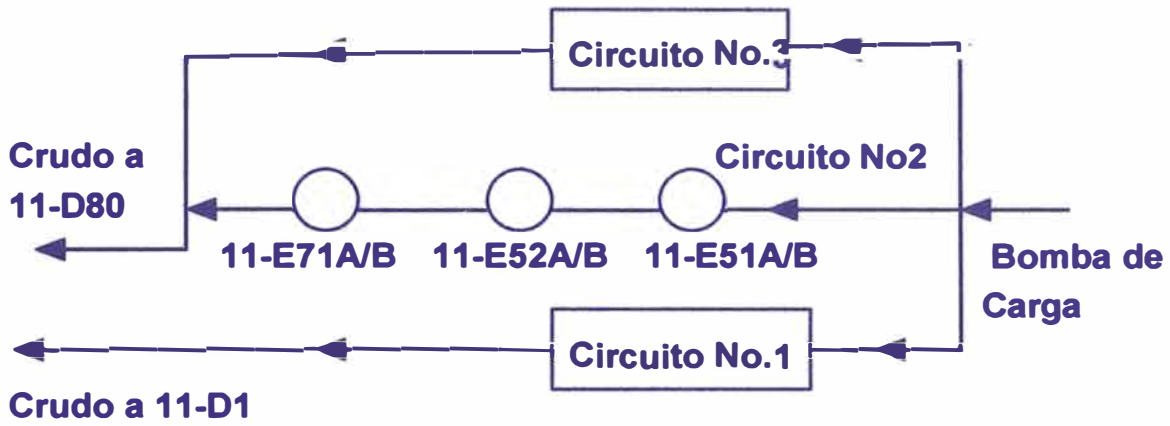 Circuito No.3
Crudo a
11-D80
Circuito No2
11-E71A/B
11-E52A/B
11-E51A/B
Bomba de
Carga
Circuito No.1
Crudo a 11-D1